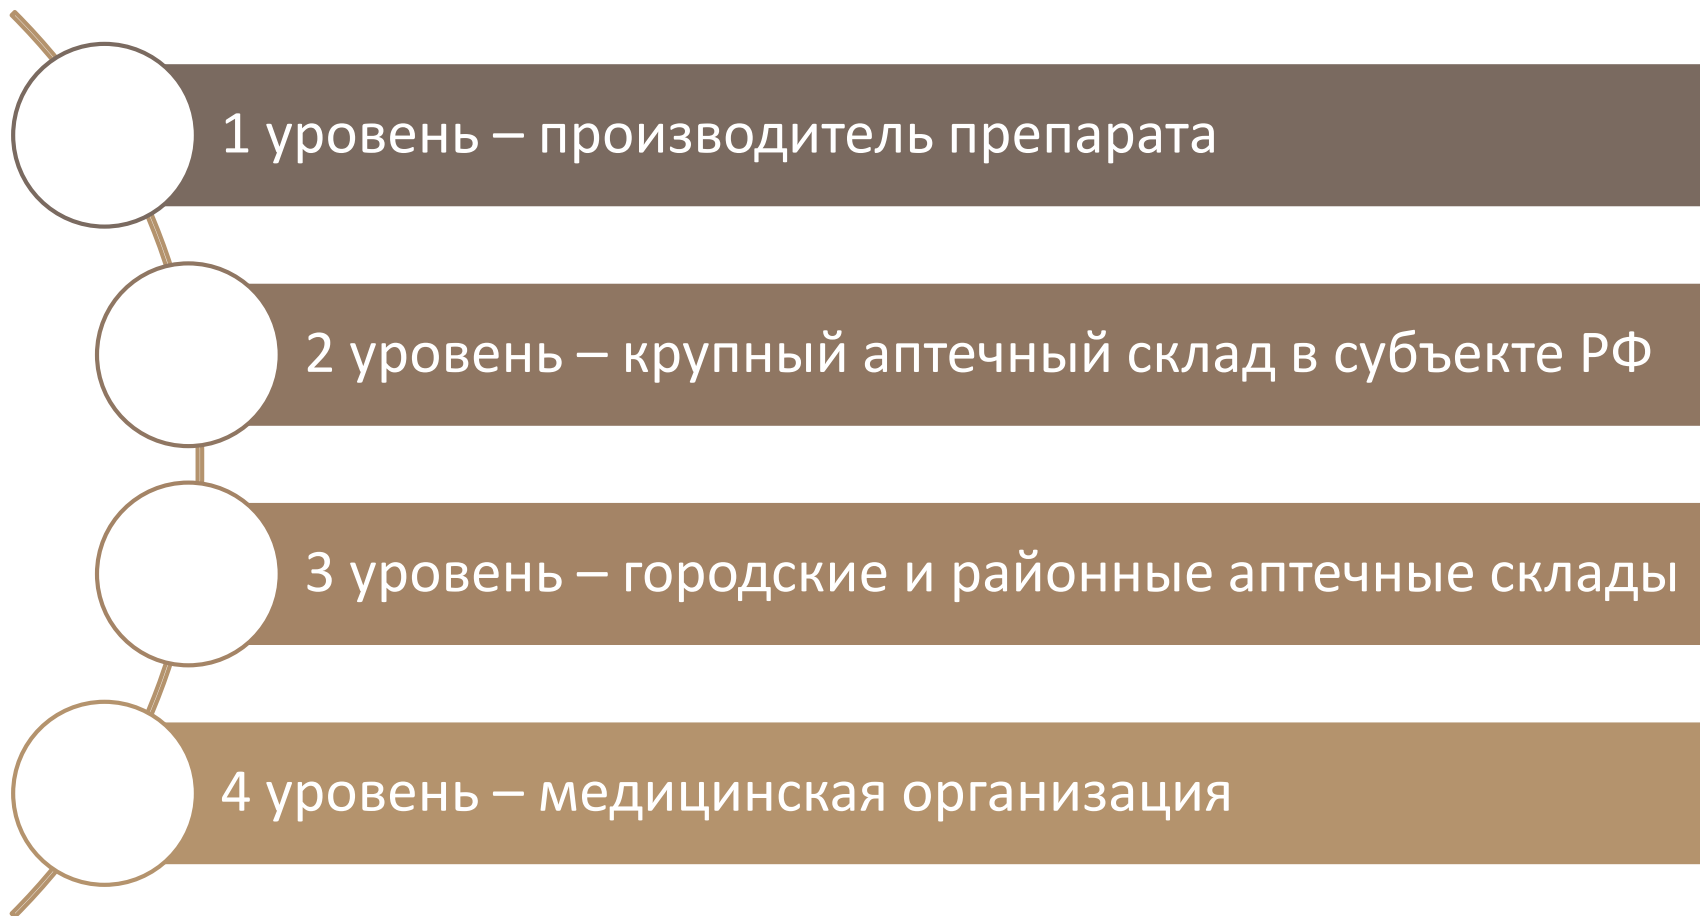 1 уровень – производитель препарата
2 уровень – крупный аптечный склад в субъекте РФ
3 уровень – городские и районные аптечные склады
4 уровень – медицинская организация